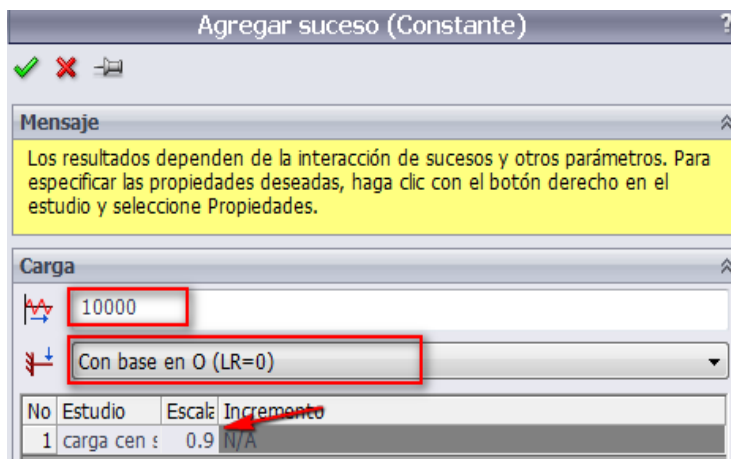 Agregar suceso (Constante) ?
Mensaje
Los resultados dependen de la interacción de sucesos y otros parámetros. Para
especificar las propiedades deseadas, haga clic con el botón derecho en el
estudio y seleccione Propiedades.
Carga
10000
Con base en O (LR=0)
No Estudio Escala Incremento
1 carga cen s 0.9 N/A